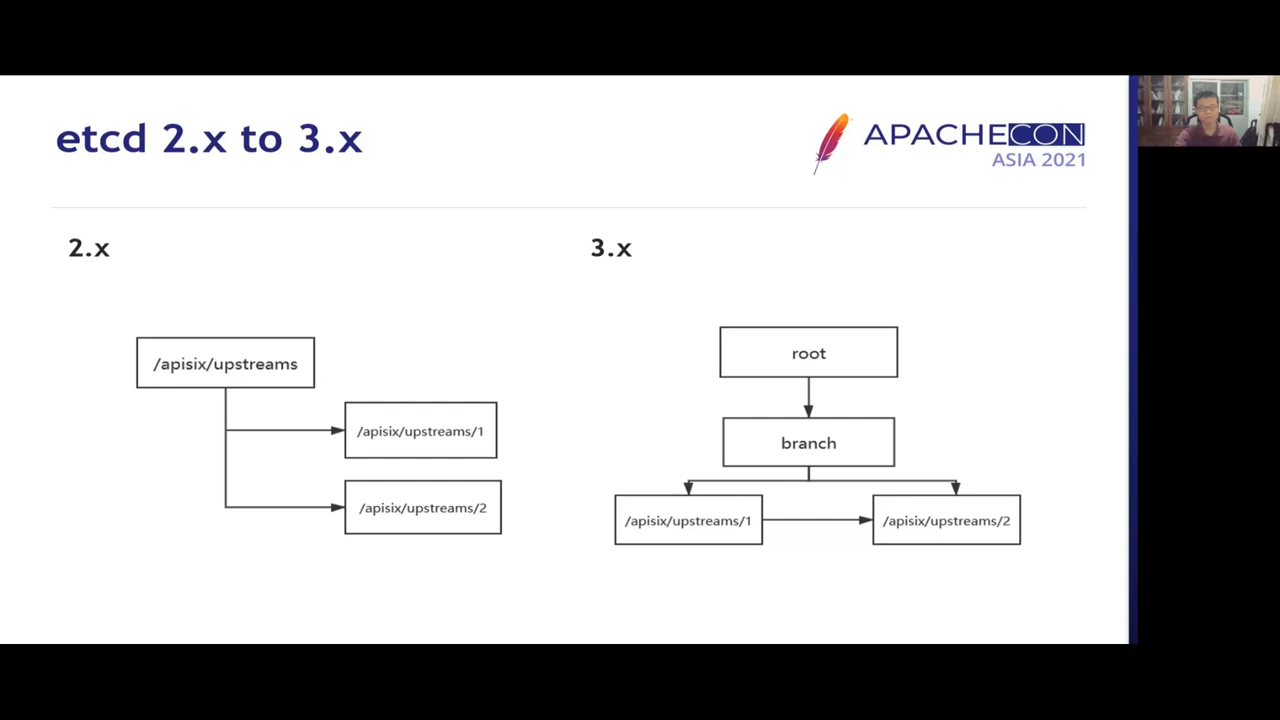 etcd 2.x to 3.x
APACHECON
ASIA 2021
2.x
3.x
/apisix/upstreams
/apisix/upstreams/1
/apisix/upstreams/2
root
branch
/apisix/upstreams/1
/apisix/upstreams/2